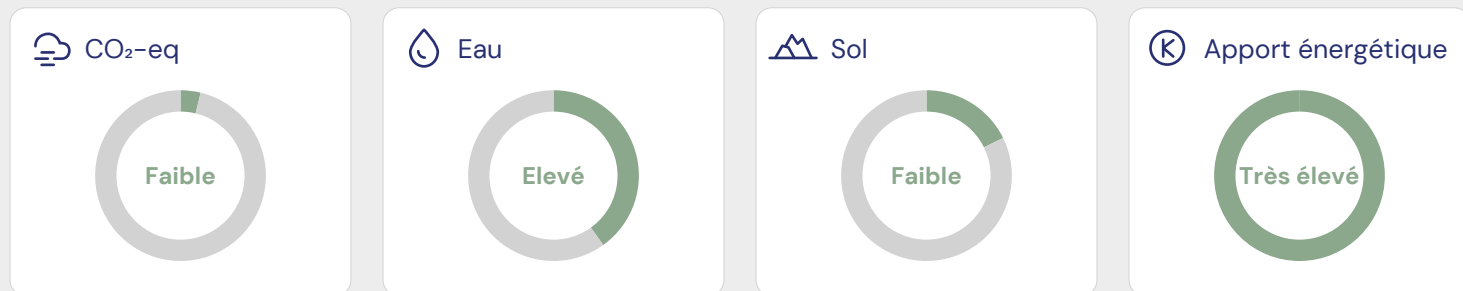 CO₂-eq
Faible
Eau
Elevé
Sol
Faible
Apport énergétique
Très élevé